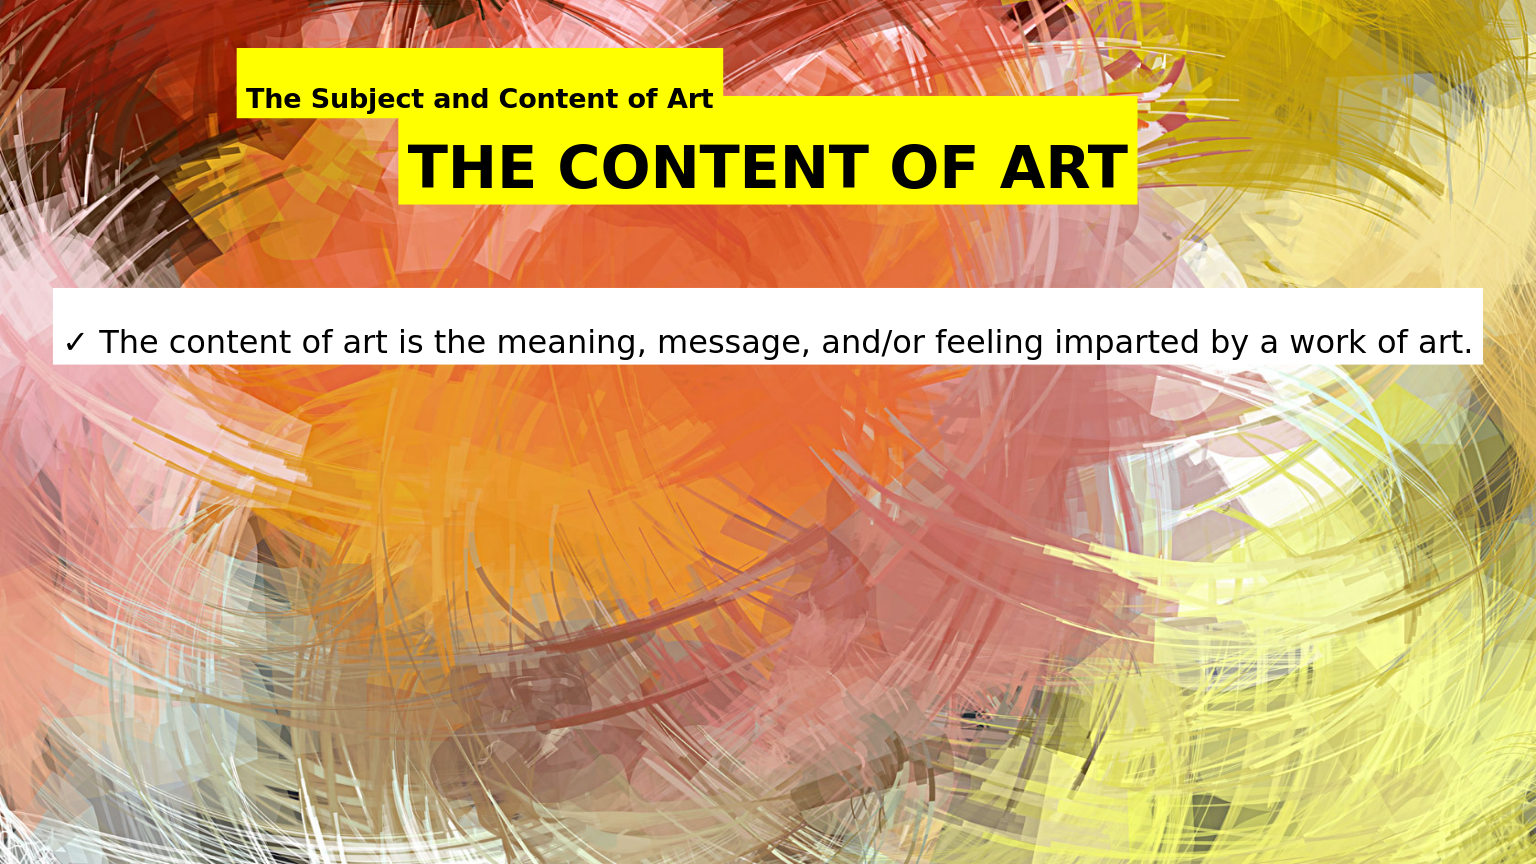 The Subject and Content of Art
THE CONTENT OF ART
✓ The content of art is the meaning, message, and/or feeling imparted by a work of art.